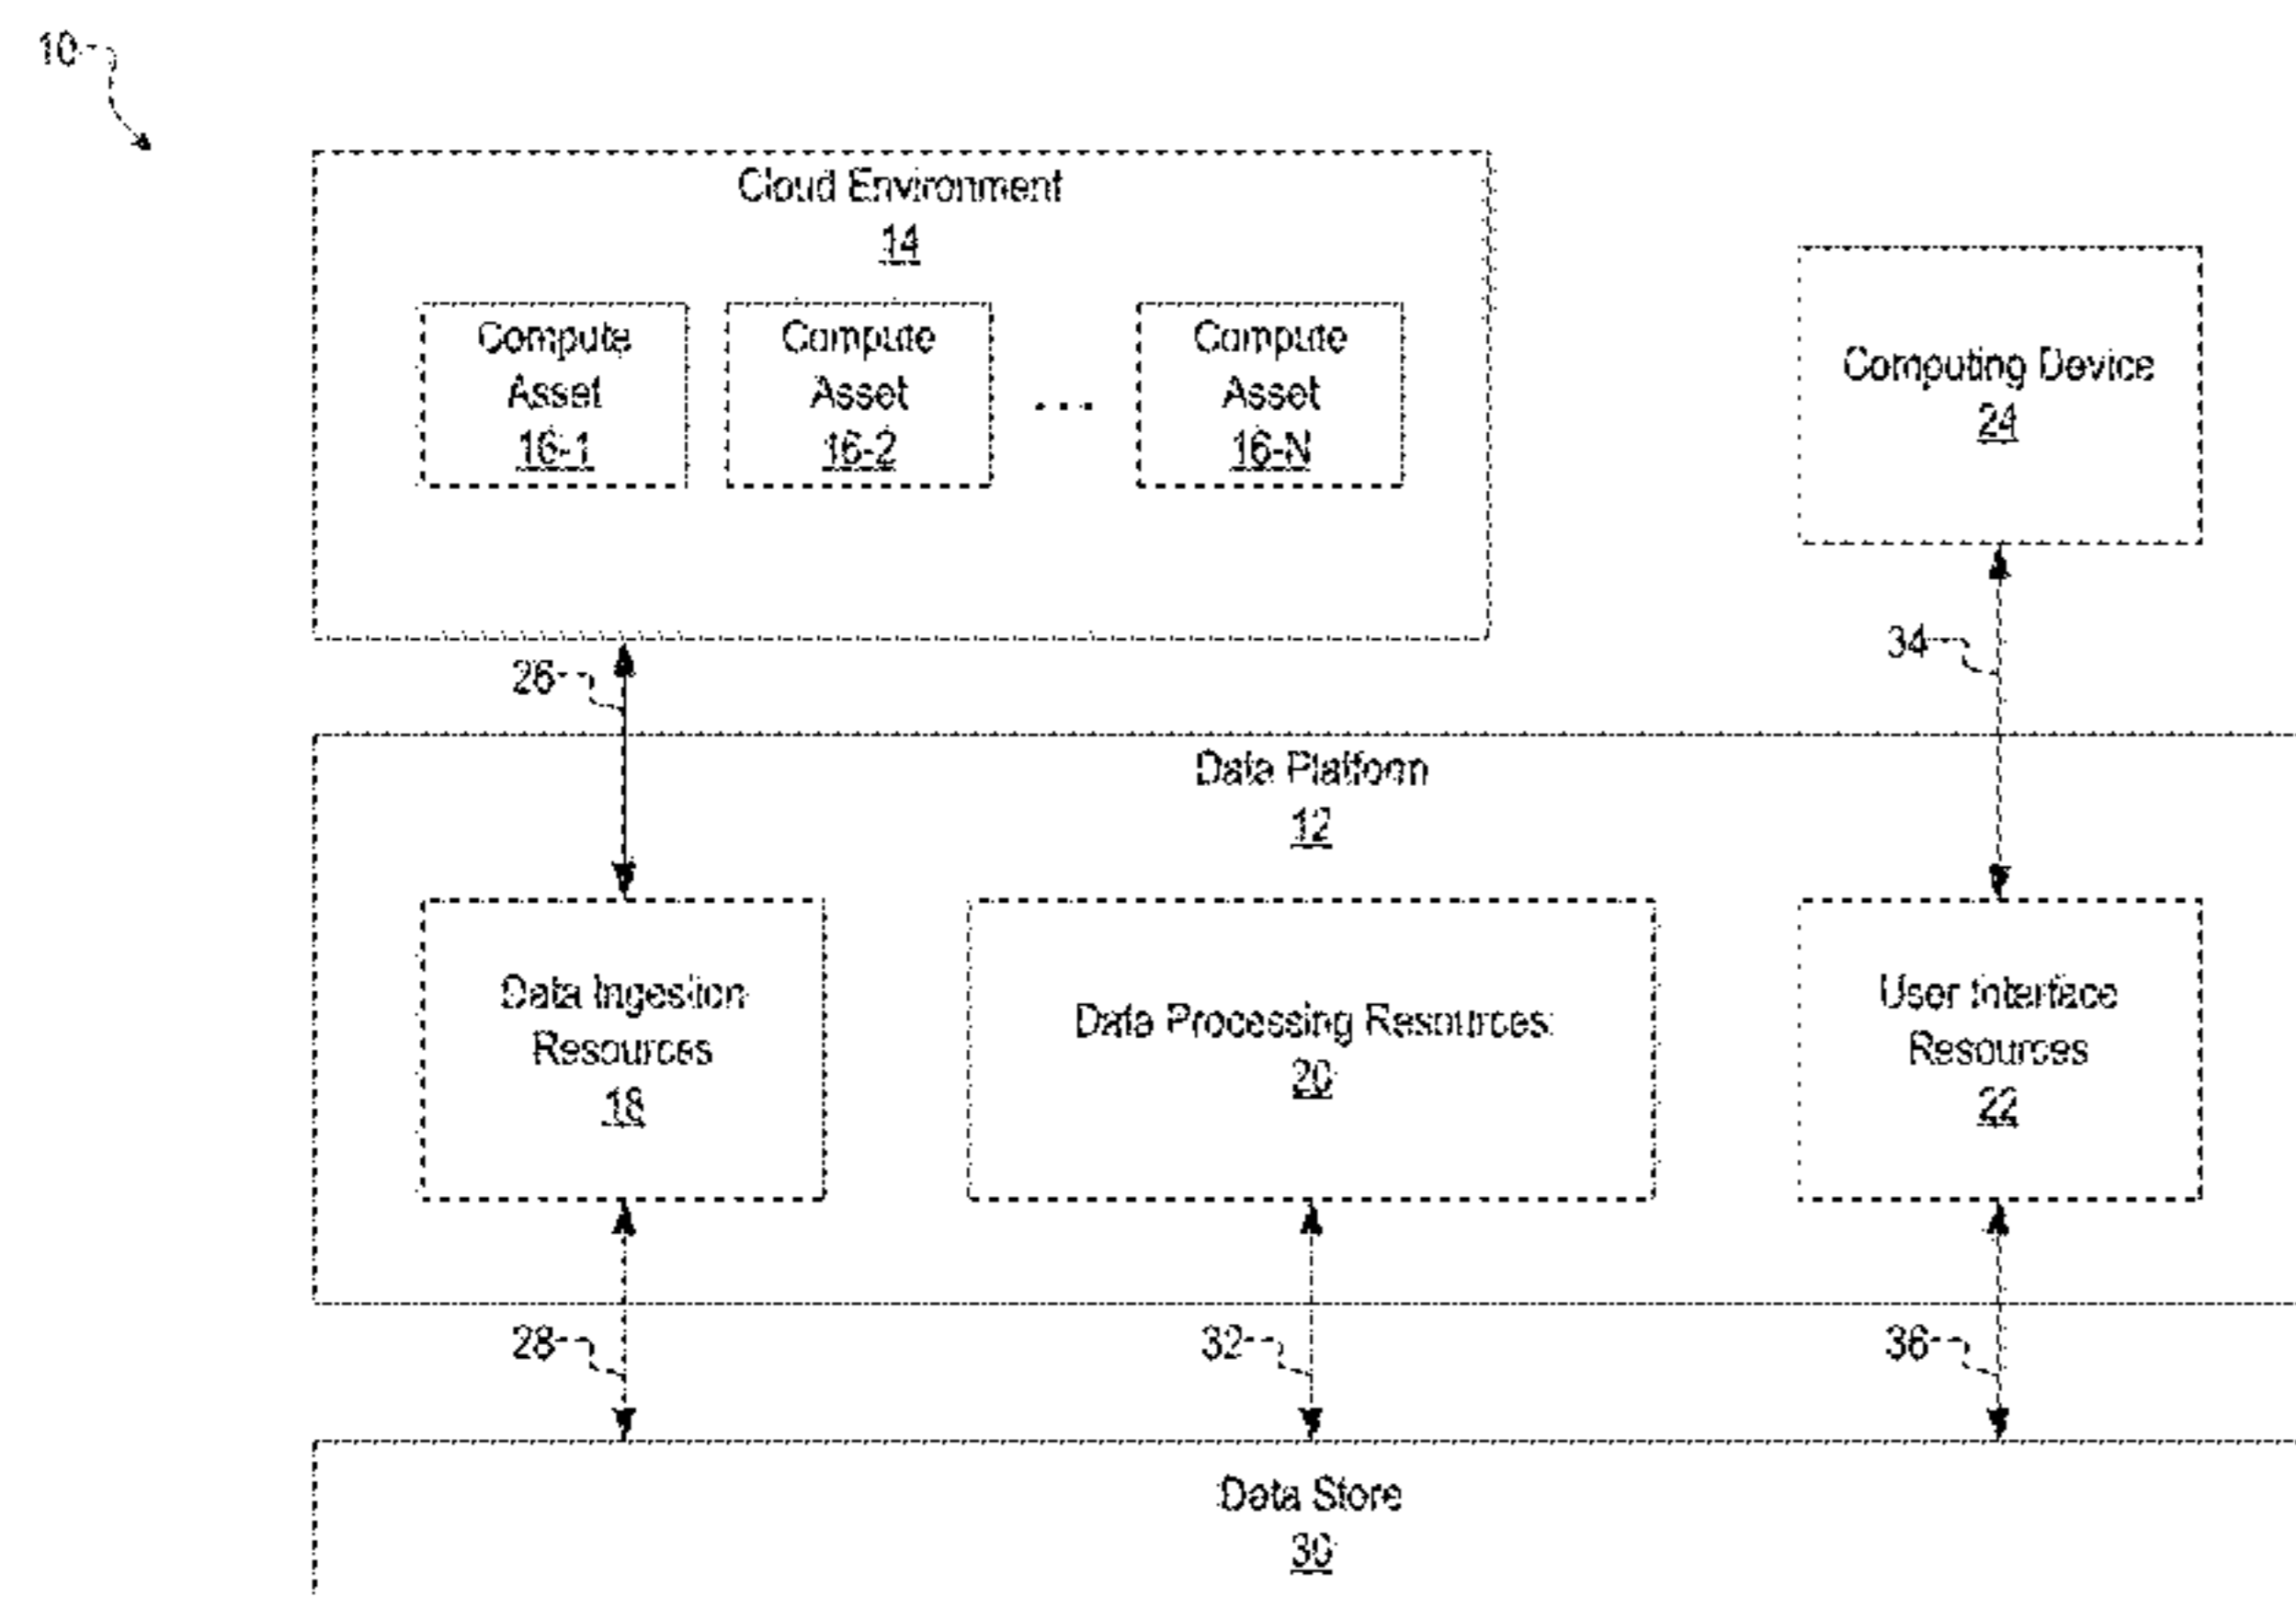 10
Cloud Environment
14
Compute
Asset
16-1
Compute
Asset
16-2
...
Compute
Asset
16-N
Computing Device
24
26
34
Data Platform
12
Data Ingestion
Resources
18
Data Processing Resources
20
User Interface
Resources
22
28
32
36
Data Store
30